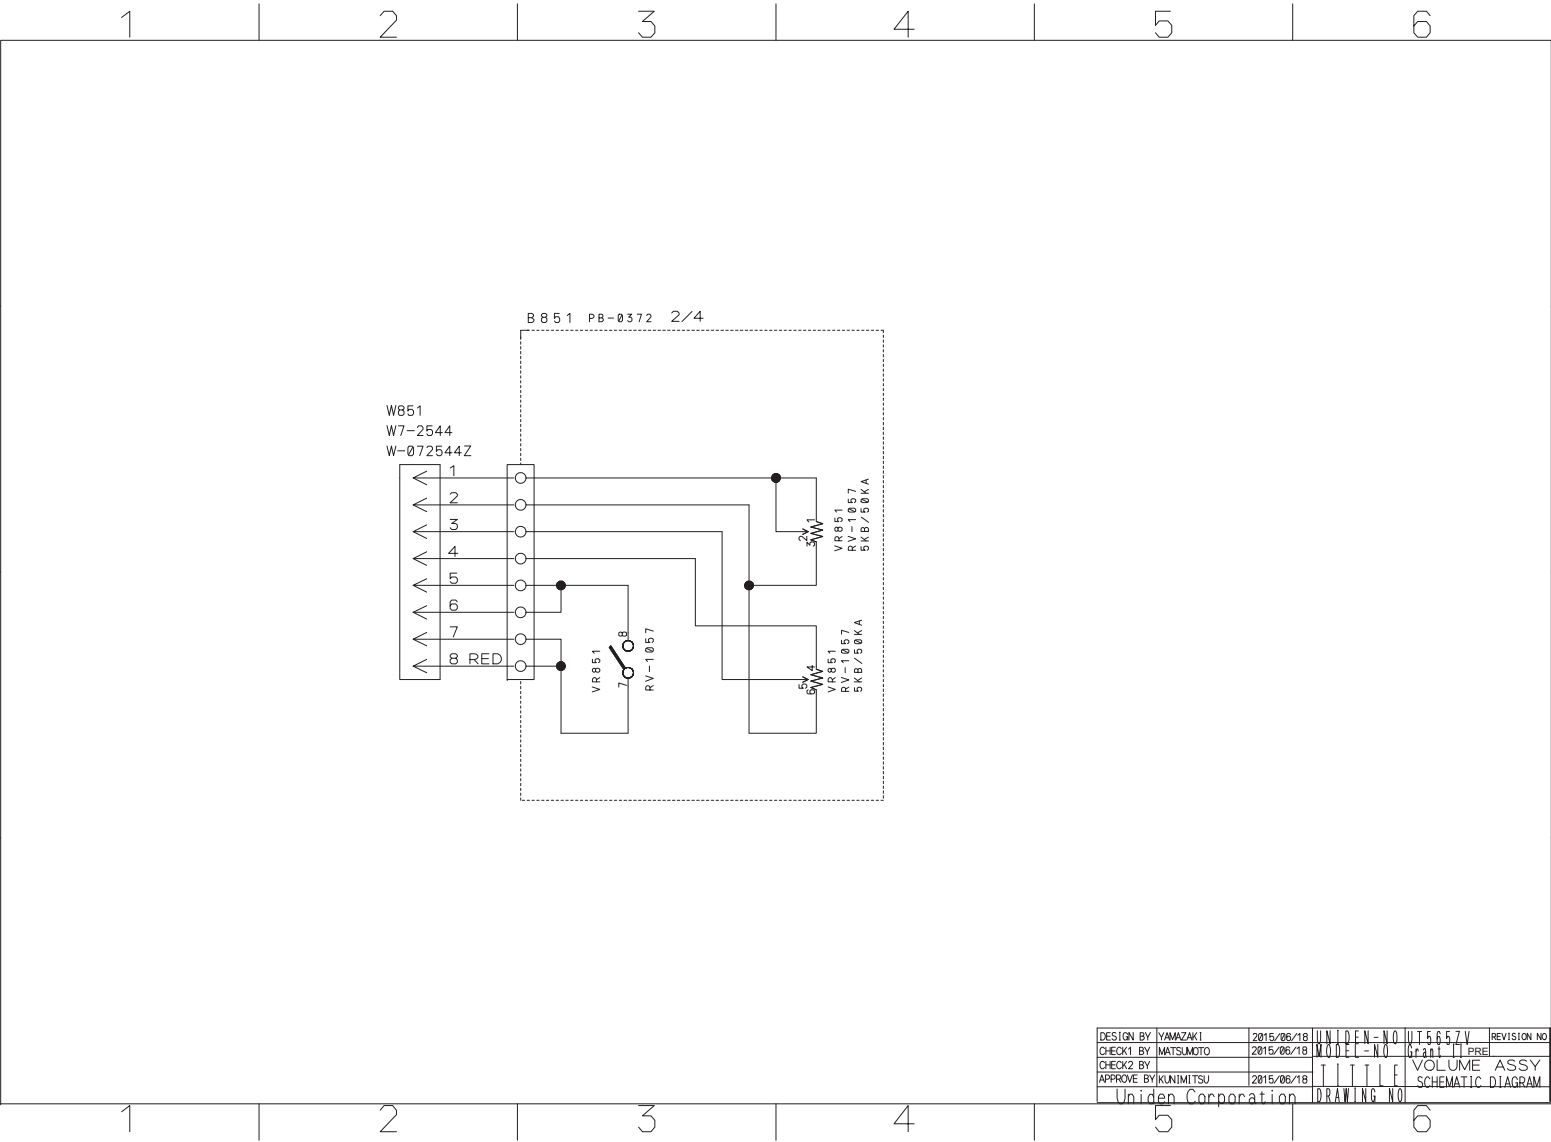 1 2 3 4 5 6
B851 PB-0372 2/4
W851
W7-2544
W-072544Z
1
2
3
4
5
6
7
8 RED
1
2
3
VR851
RV-1057
5KB/50KA
8
7
VR851
RV-1057
4
5
6
VR851
RV-1057
5KB/50KA
DESIGN BY YAMAZAKI 2015/06/18 UNIDEN-NO UT565ZV REVISION NO
CHECK1 BY MATSUMOTO 2015/06/18 MODEL-NO Grant II PRE
CHECK2 BY TITTLE VOLUME ASSY
APPROVE BY KUNIMITSU 2015/06/18 SCHEMATIC DIAGRAM
Uniden Corporation DRAWING NO
1 2 3 4 5 6